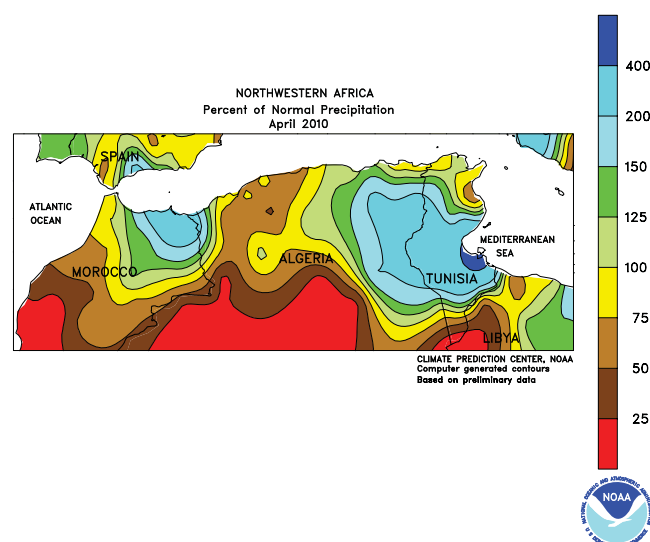 NORTHWESTERN AFRICA
Percent of Normal Precipitation
April 2010
SPAIN
ATLANTIC
OCEAN
MEDITERRANEAN
SEA
MOROCCO
ALGERIA
TUNISIA
LIBYA
CLIMATE PREDICTION CENTER, NOAA
Computer generated contours
Based on preliminary data
400
200
150
125
100
75
50
25
NOAA